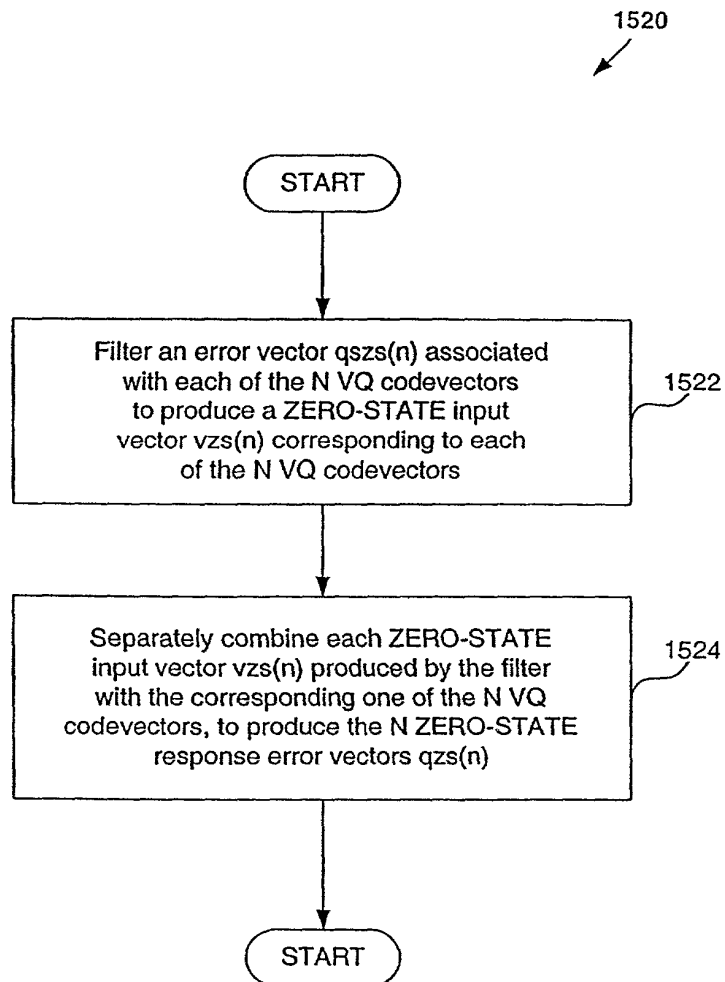 1520
START
Filter an error vector qszs(n) associated
with each of the N VQ codevectors
to produce a ZERO-STATE input
vector vzs(n) corresponding to each
of the N VQ codevectors
1522
Separately combine each ZERO-STATE
input vector vzs(n) produced by the filter
with the corresponding one of the N VQ
codevectors, to produce the N ZERO-STATE
response error vectors qzs(n)
1524
START